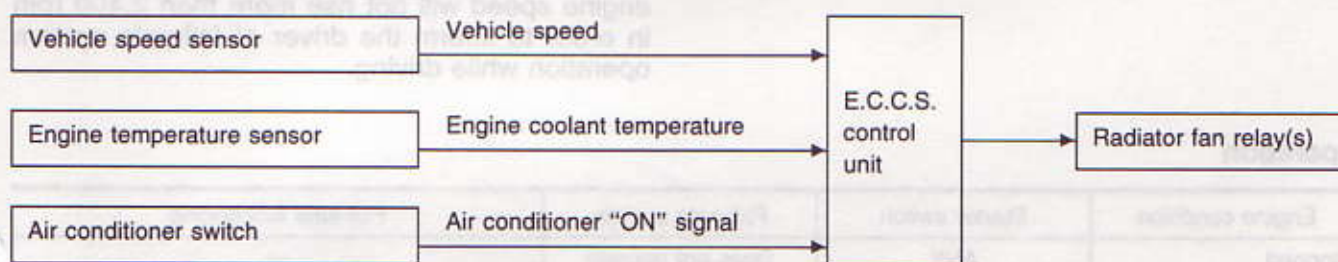 Vehicle speed sensor
Vehicle speed
Engine temperature sensor
Engine coolant temperature
Air conditioner switch
Air conditioner "ON" signal
E.C.C.S.
control
unit
Radiator fan relay(s)